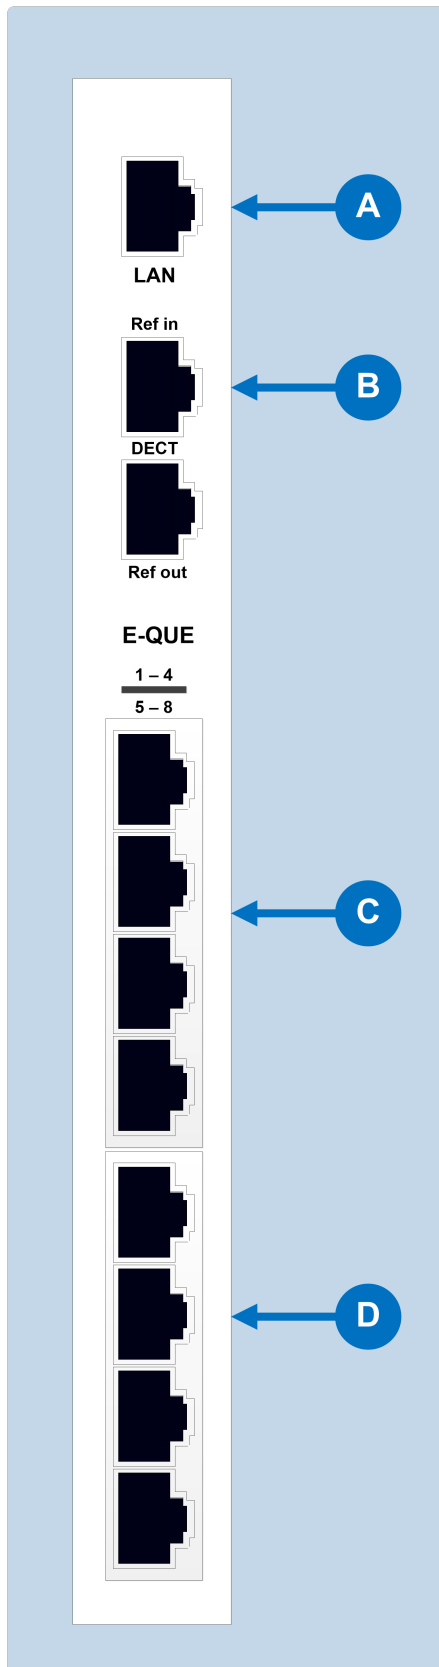 A
LAN
Ref in
B
DECT
Ref out
E-QUE
1 – 4
5 – 8
C
D